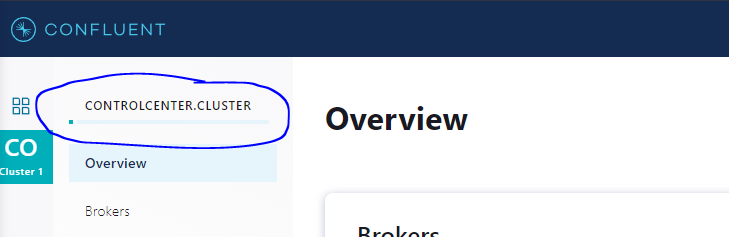 CONFLUENT
CONTROLCENTER.CLUSTER
Overview
CO
Cluster 1
Overview
Brokers
Brokers